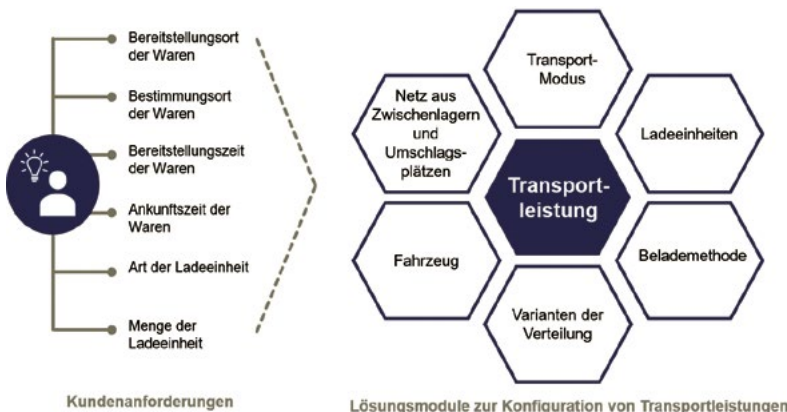 Bereitstellungsort
der Waren
Bestimmungsort
der Waren
Bereitstellungszeit
der Waren
Ankunftszeit der
Waren
Art der Ladeeinheit
Menge der
Ladeeinheit
Kundenanforderungen
Transport-
Modus
Netz aus
Zwischenlagern
und
Umschlags-
plätzen
Ladeeinheiten
Transport-
leistung
Fahrzeug
Belademethode
Varianten der
Verteilung
Lösungsmodule zur Konfiguration von Transportleistungen